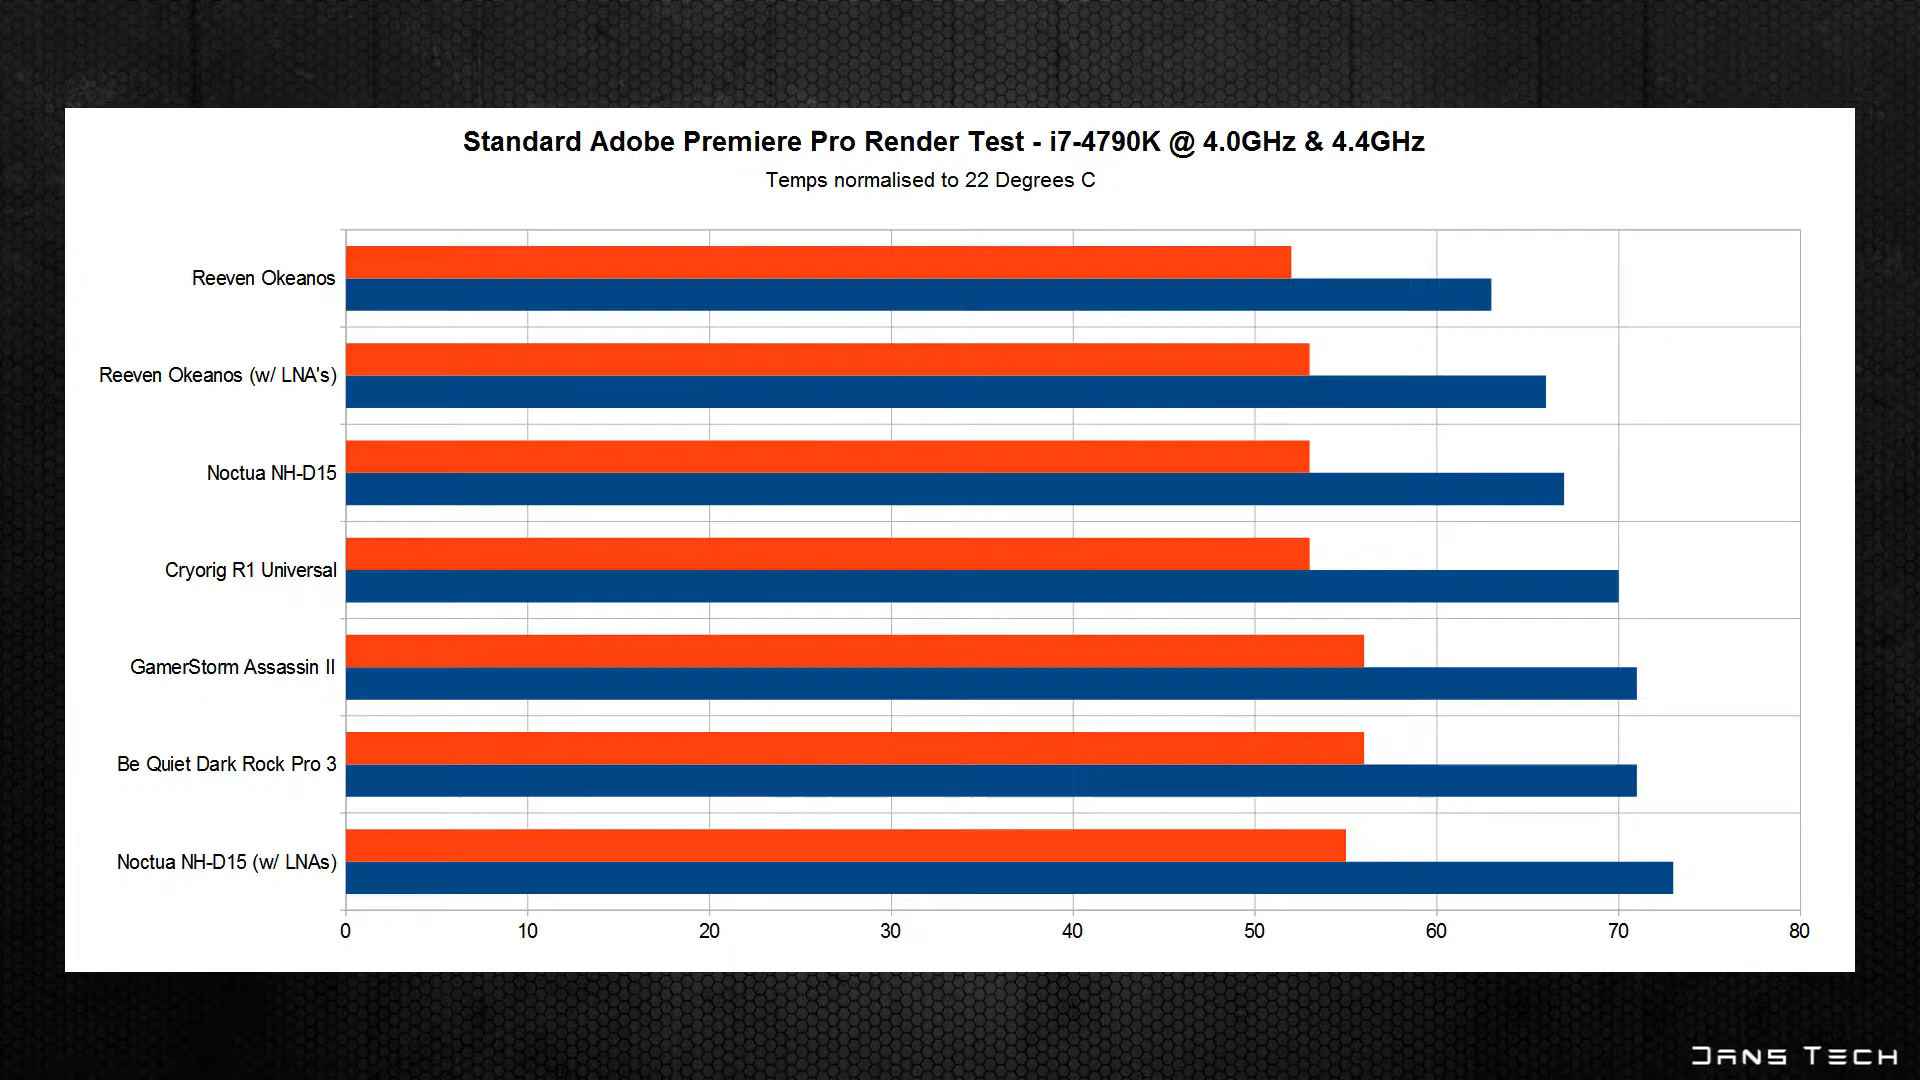 Standard Adobe Premiere Pro Render Test - i7-4790K @ 4.0GHz & 4.4GHz
Temps normalised to 22 Degrees C
Reeven Okeanos
Reeven Okeanos (w/ LNA's)
Noctua NH-D15
Cryorig R1 Universal
GamerStorm Assassin II
Be Quiet Dark Rock Pro 3
Noctua NH-D15 (w/ LNAs)
0 10 20 30 40 50 60 70 80
DANS TECH